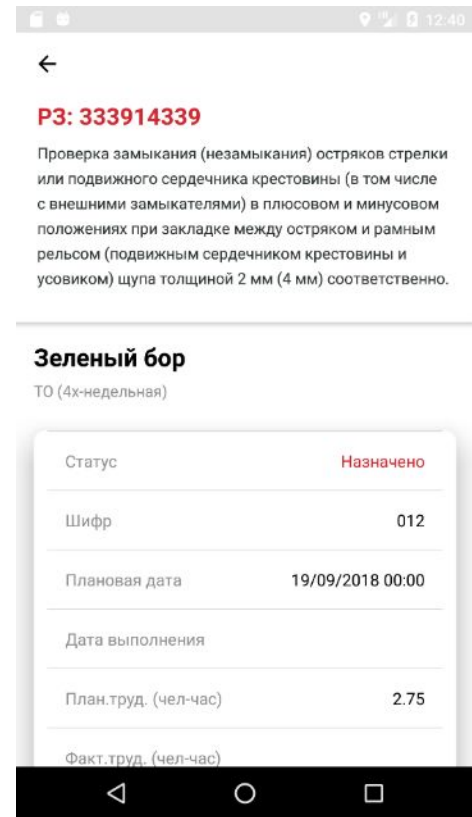 12:40
РЗ: 333914339
Проверка замыкания (незамыкания) остряков стрелки
или подвижного сердечника крестовины (в том числе
с внешними замыкателями) в плюсовом и минусовом
положениях при закладке между остряком и рамным
рельсом (подвижным сердечником крестовины и
усовиком) щупа толщиной 2 мм (4 мм) соответственно.
Зеленый бор
ТО (4х-недельная)
Статус Назначено
Шифр 012
Плановая дата 19/09/2018 00:00
Дата выполнения
План.труд. (чел-час) 2.75
Факт.труд. (чел-час)